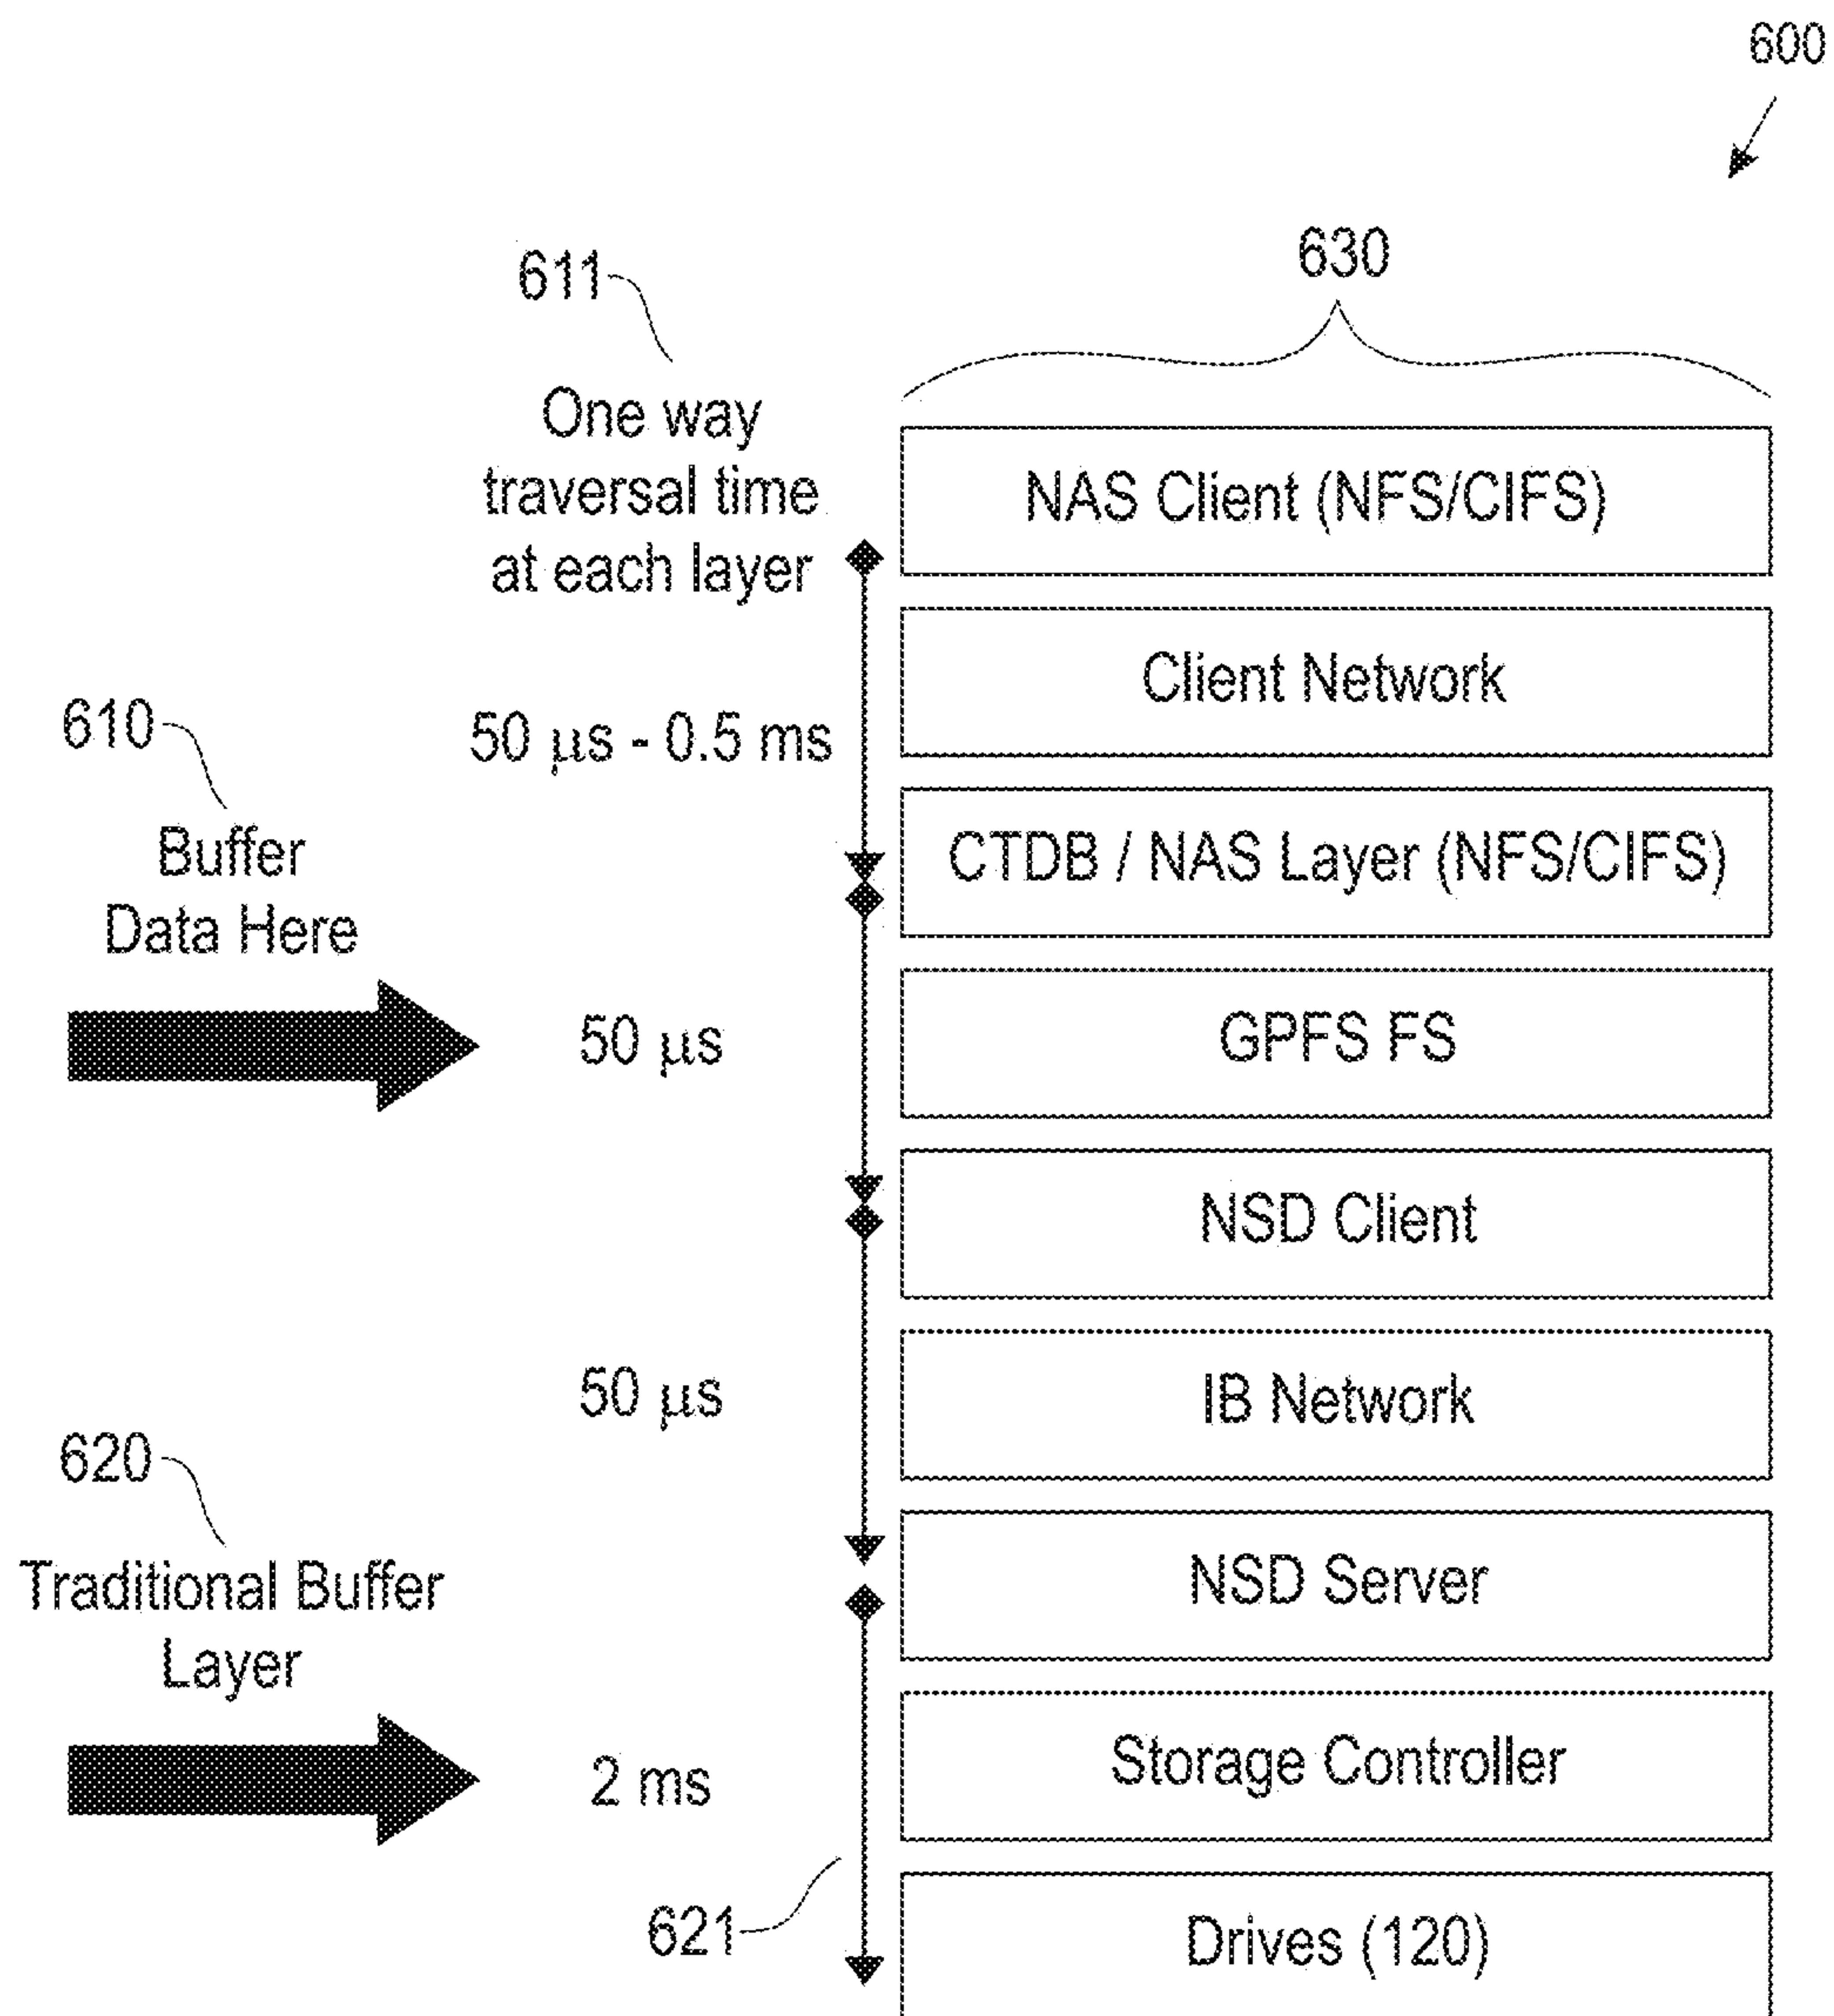 600
630
611
One way
traversal time
at each layer
NAS Client (NFS/CIFS)
Client Network
50 µs - 0.5 ms
610
Buffer
Data Here
CTDB / NAS Layer (NFS/CIFS)
50 µs
GPFS FS
NSD Client
50 µs
IB Network
620
Traditional Buffer
Layer
NSD Server
2 ms
Storage Controller
621
Drives (120)